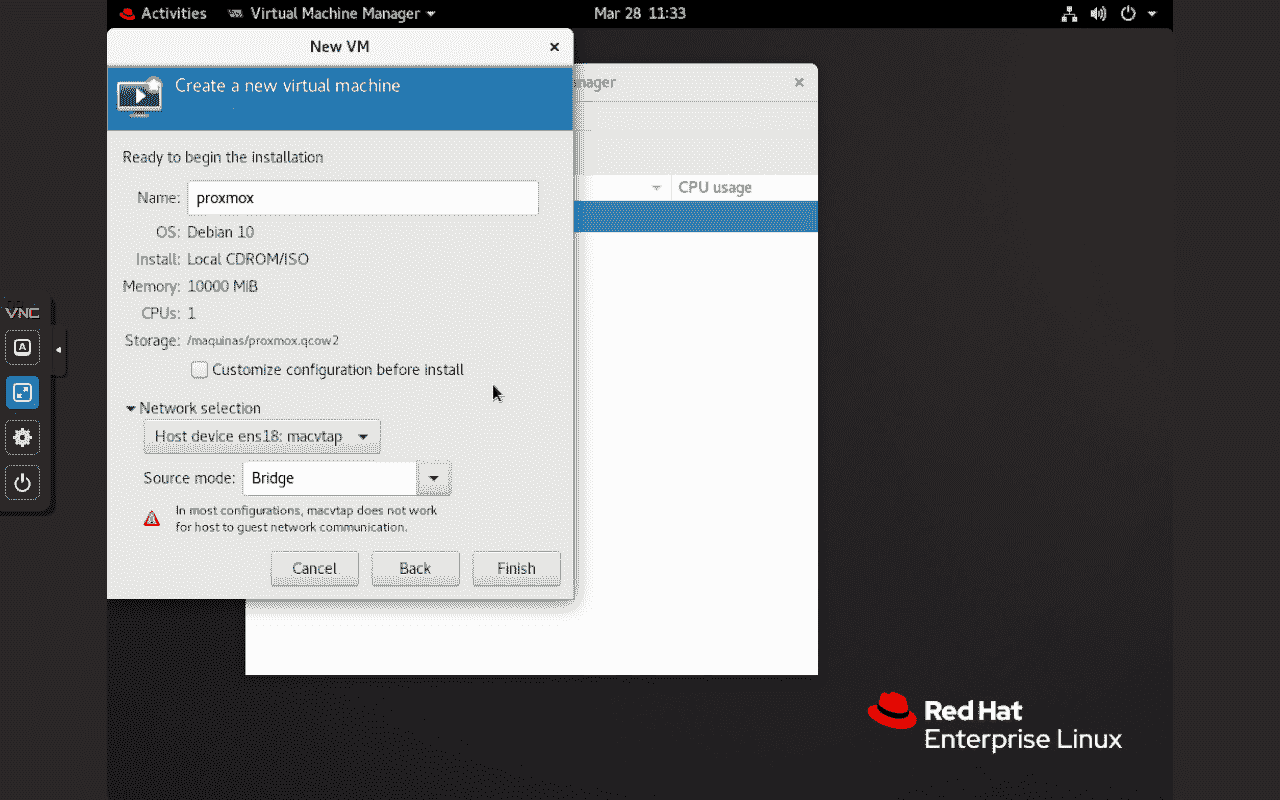 Activities Virtual Machine Manager Mar 28 11:33
New VM
nager
Create a new virtual machine
Ready to begin the installation
CPU usage
Name: proxmox
OS: Debian 10
Install: Local CDROM/ISO
Memory: 10000 MiB
CPUs: 1
VNC
Storage: /maquinas/proxmox.qcow2
A
Customize configuration before install
Network selection
Host device ens18: macvtap
Source mode: Bridge
In most configurations, macvtap does not work
for host to guest network communication.
Cancel Back Finish
Red Hat
Enterprise Linux